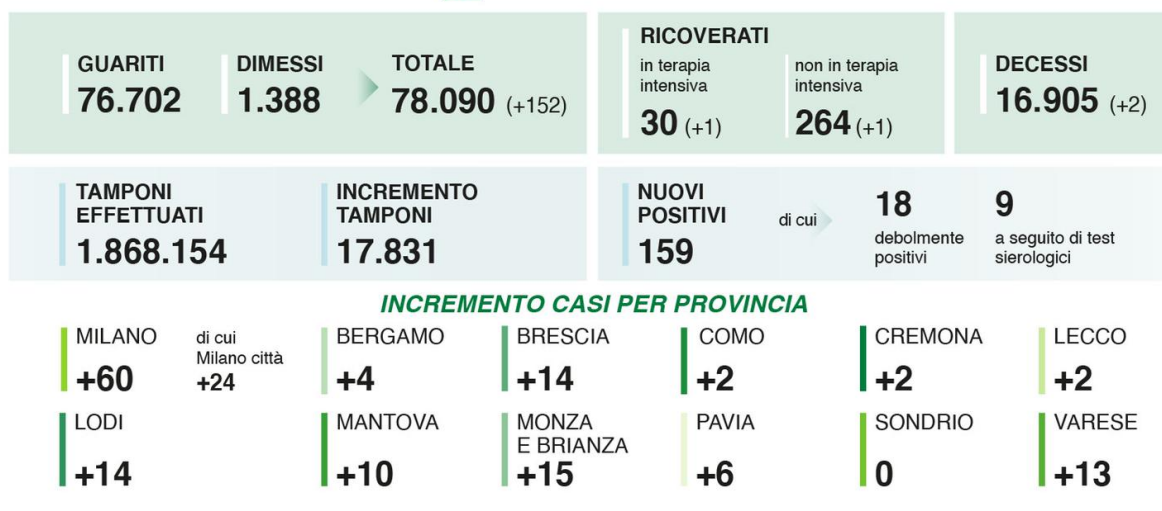 GUARITI
76.702
DIMESSI
1.388
TOTALE
78.090 (+152)
RICOVERATI
in terapia
intensiva
30 (+1)
non in terapia
intensiva
264 (+1)
DECESSI
16.905 (+2)
TAMPONI
EFFETTUATI
1.868.154
INCREMENTO
TAMPONI
17.831
NUOVI
POSITIVI
159
di cui
18
debolmente
positivi
9
a seguito di test
sierologici
INCREMENTO CASI PER PROVINCIA
MILANO
+60
di cui
Milano città
+24
BERGAMO
+4
BRESCIA
+14
COMO
+2
CREMONA
+2
LECCO
+2
LODI
+14
MANTOVA
+10
MONZA
E BRIANZA
+15
PAVIA
+6
SONDRIO
0
VARESE
+13